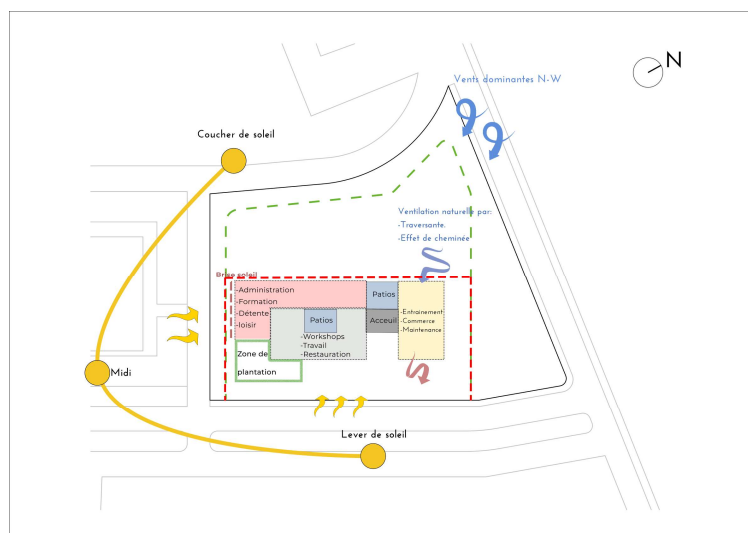 N
Vents dominantes N-W
Coucher de soleil
Ventilation naturelle par:
-Traversante.
-Effet de cheminée
Brise soleil
-Administration
-Formation
-Détente
-loisir
Patios
Patios
Acceuil
-Entrainement
-Commerce
-Maintenance
-Workshops
-Travail
-Restauration
Zone de
plantation
Midi
Lever de soleil